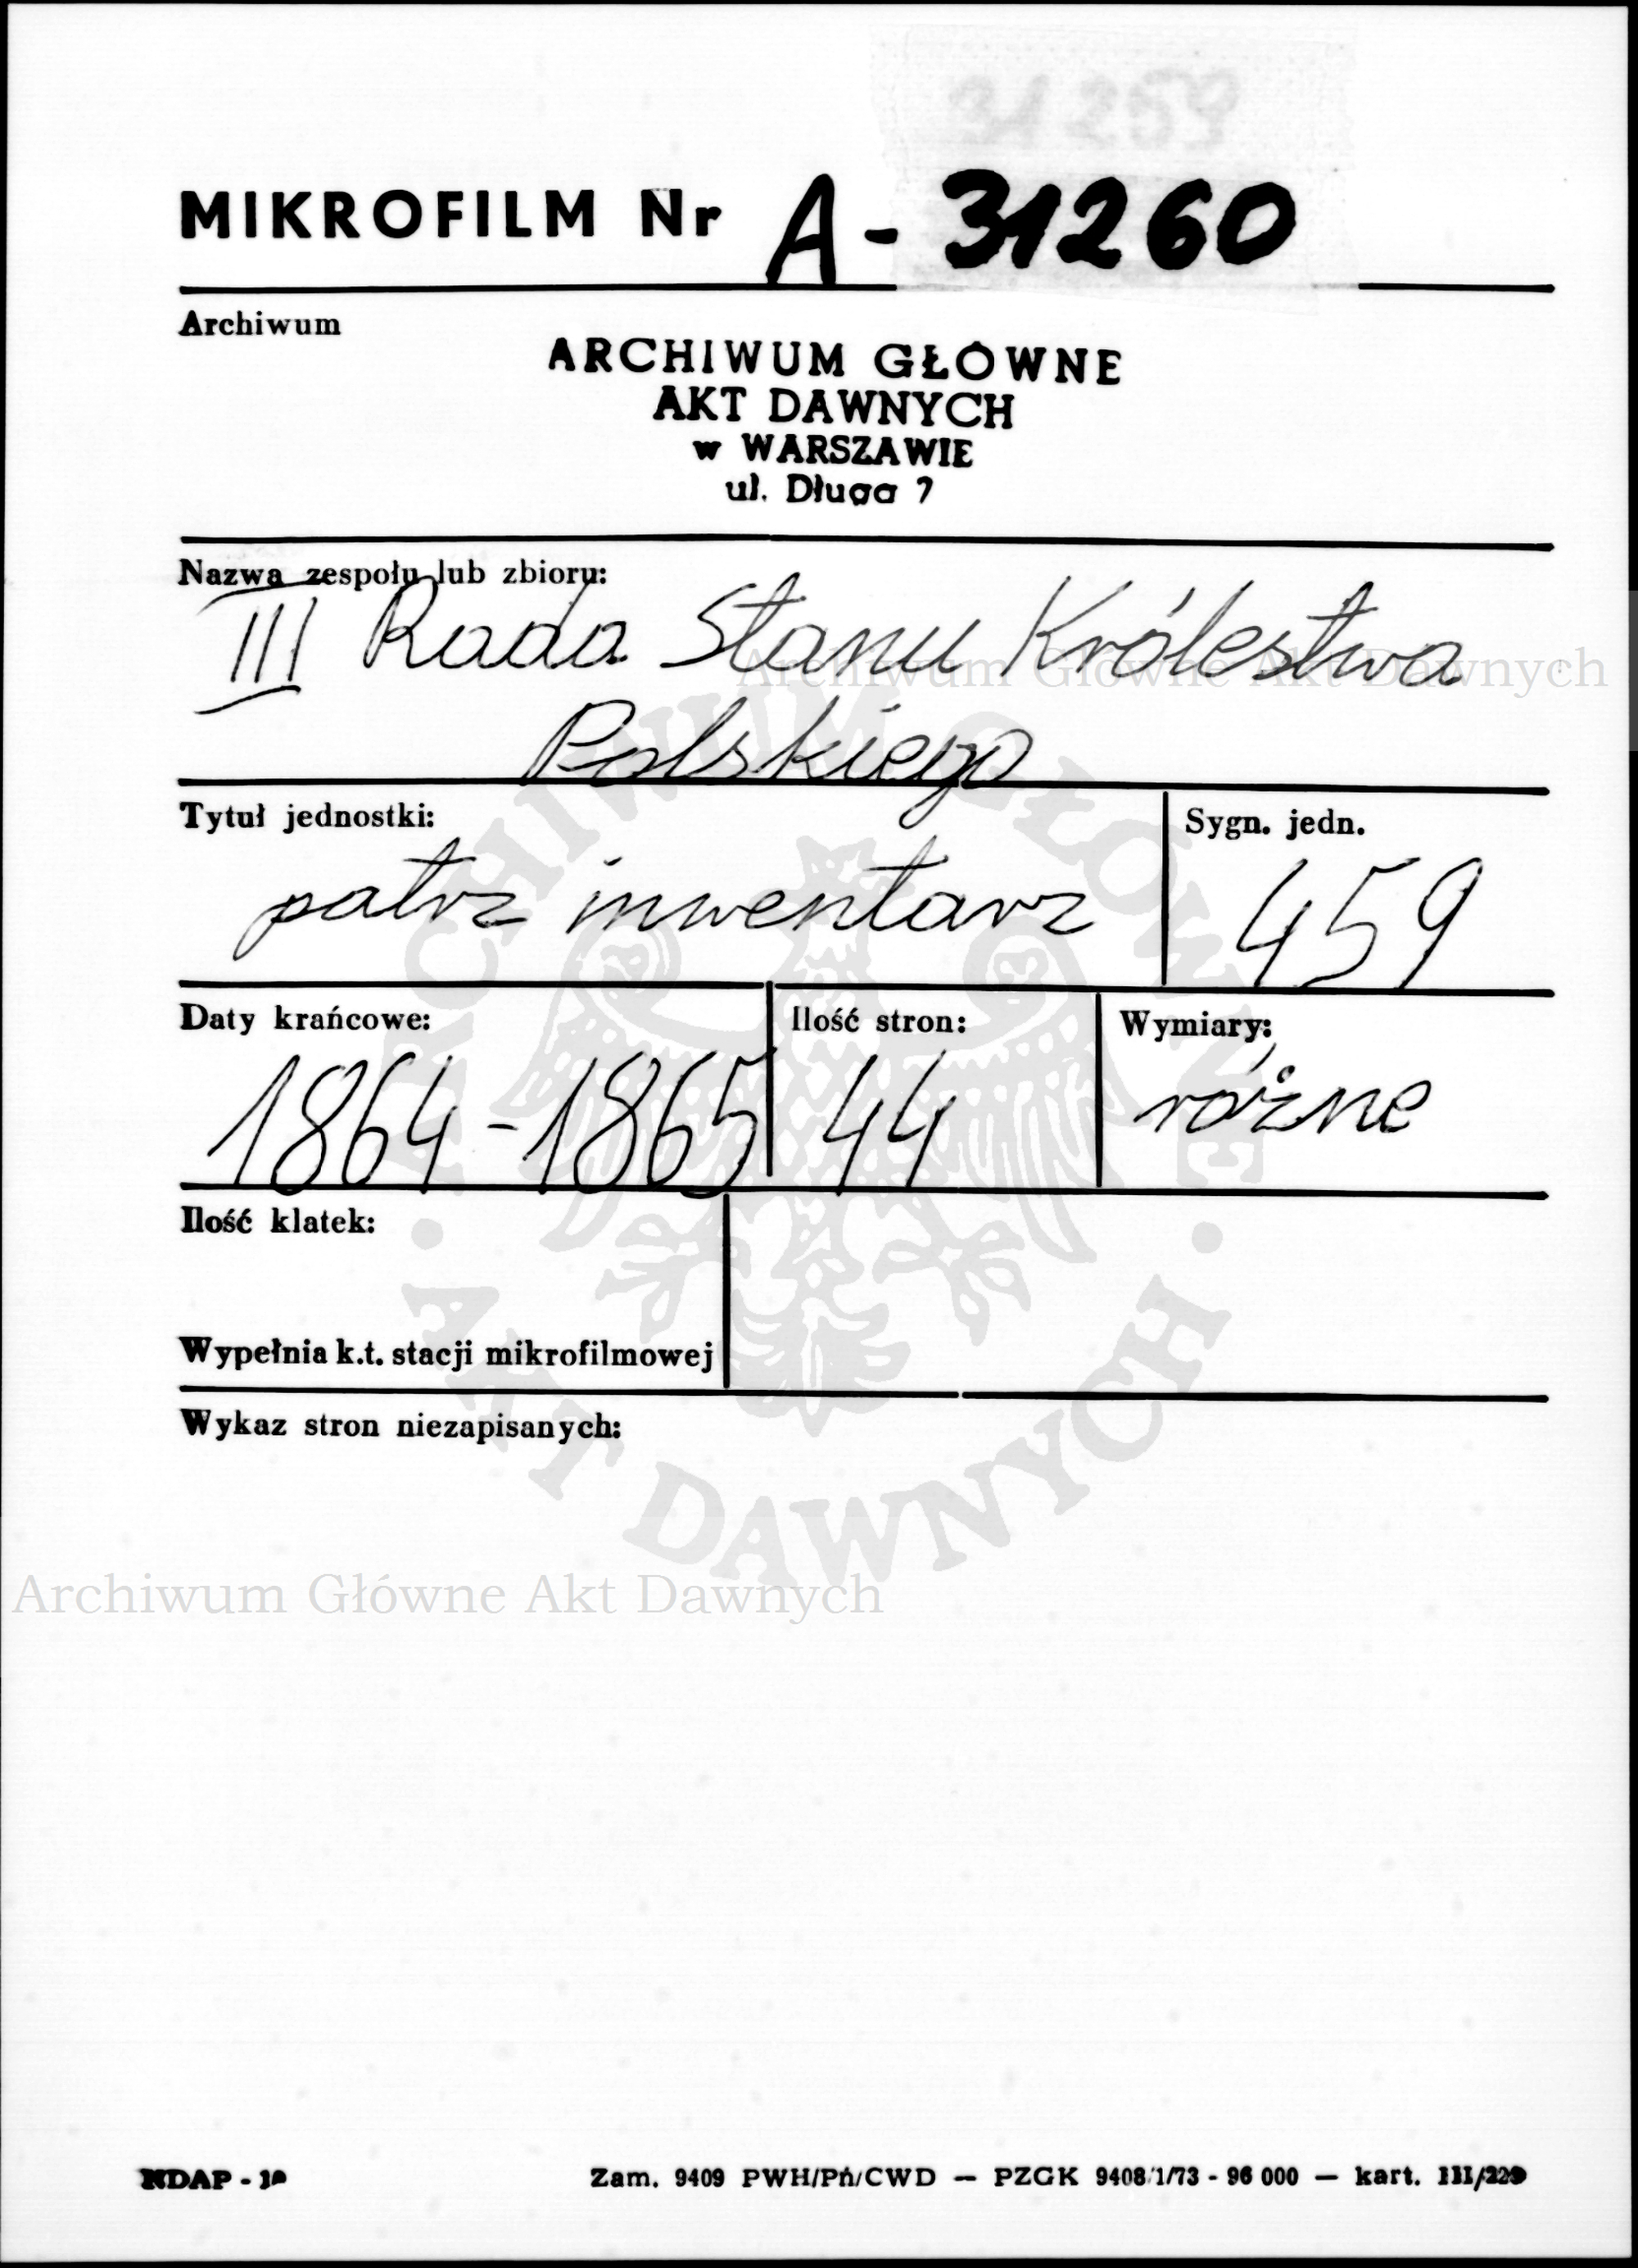 31259
MIKROFILM Nr A - 31260
Archiwum
ARCHIWUM GŁÓWNE
AKT DAWNYCH
w WARSZAWIE
ul. Długa 7
Nazwa zespołu lub zbioru:
III Rada Stanu Królestwa
Archiwum Główne Akt Dawnych
Polskiego
Tytuł jednostki:
patrz inwentarz
Sygn. jedn.
459
Daty krańcowe:
1864-1865
Ilość stron:
44
Wymiary:
różne
Ilość klatek:
Wypełnia k.t. stacji mikrofilmowej
Wykaz stron niezapisanych:
ARCHIWUM GŁÓWNE
· AKT DAWNYCH ·
Archiwum Główne Akt Dawnych
NDAP -
Zam. 9409 PWH/Pń/CWD — PZGK 9408/1/73 - 96 000 — kart. III/229